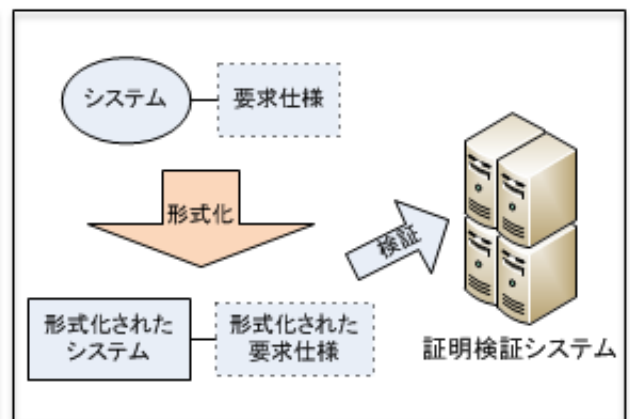 システム
要求仕様
形式化
検証
形式化された
システム
形式化された
要求仕様
証明検証システム